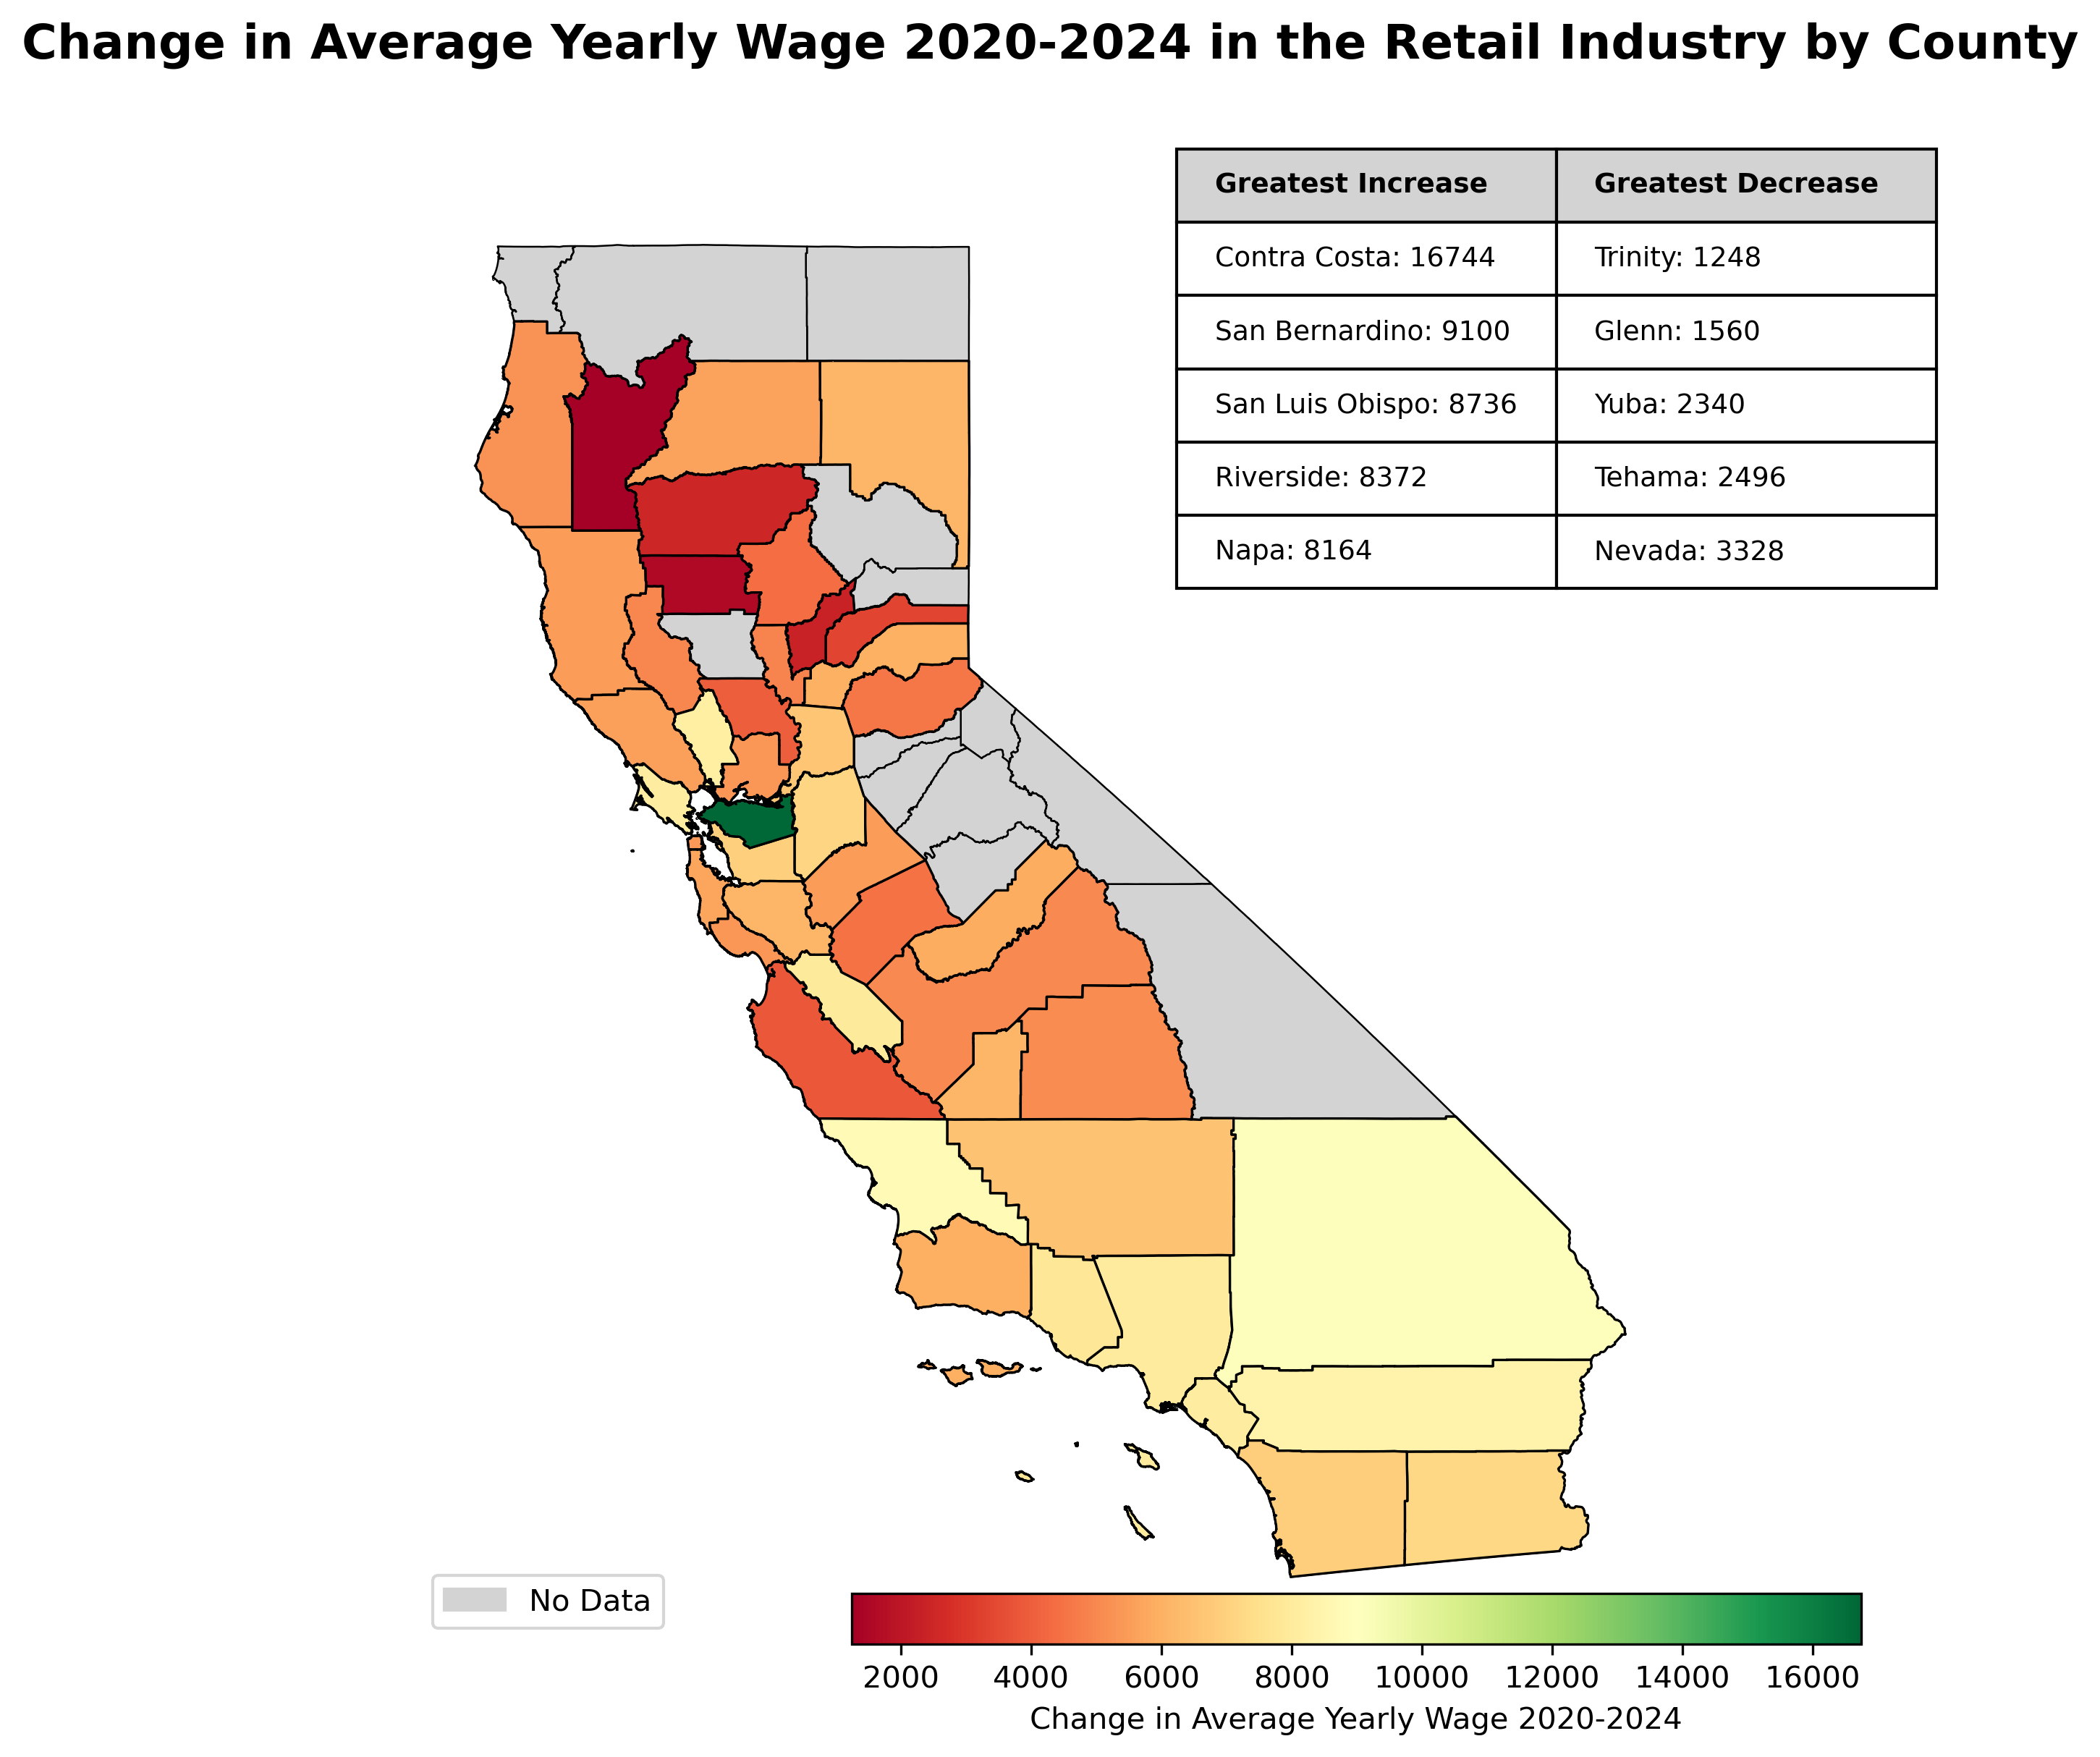 Change in Average Yearly Wage 2020-2024 in the Retail Industry by County
Greatest Increase Greatest Decrease
Contra Costa: 16744 Trinity: 1248
San Bernardino: 9100 Glenn: 1560
San Luis Obispo: 8736 Yuba: 2340
Riverside: 8372 Tehama: 2496
Napa: 8164 Nevada: 3328
No Data
2000 4000 6000 8000 10000 12000 14000 16000
Change in Average Yearly Wage 2020-2024